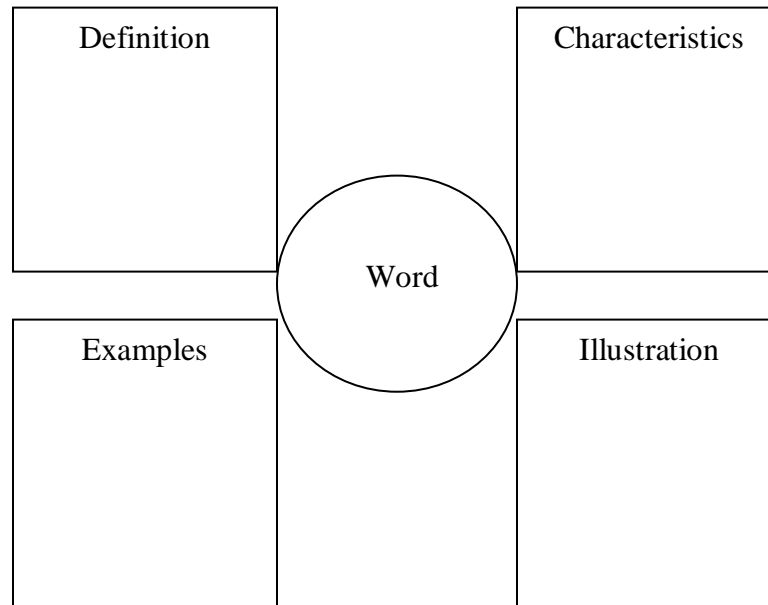 Definition
Characteristics
Word
Examples
Illustration